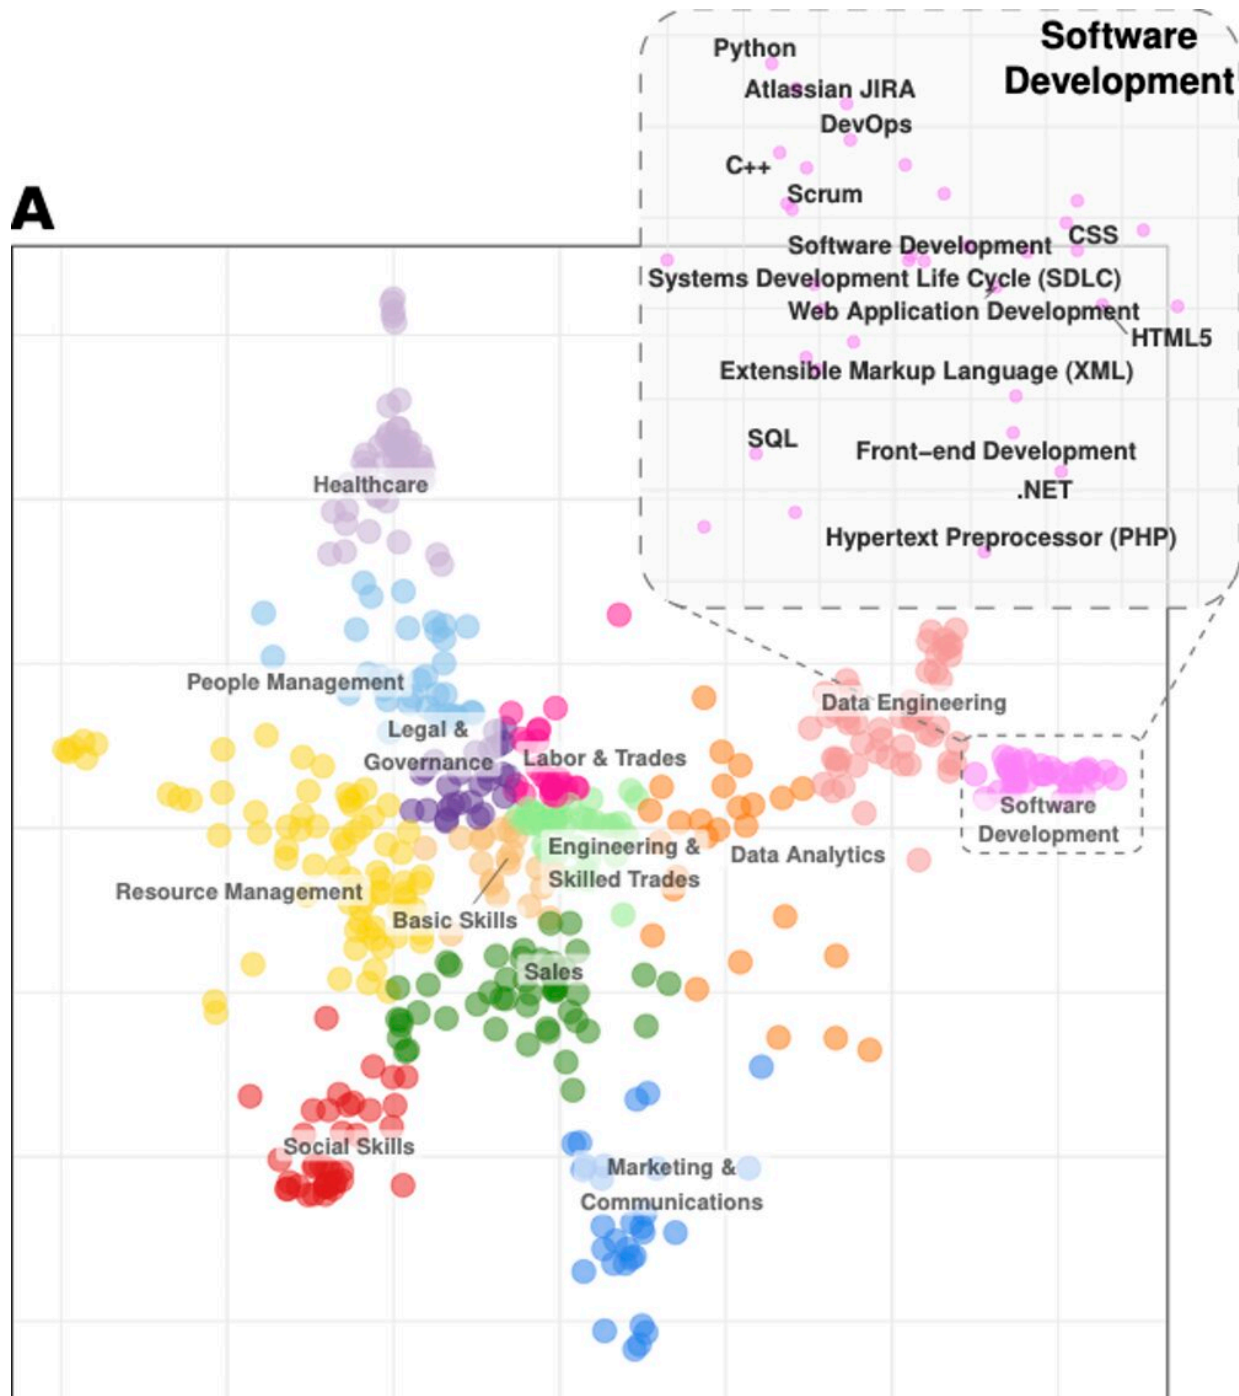 Software
Development
Python
Atlassian JIRA
DevOps
C++
Scrum
CSS
Software Development
Systems Development Life Cycle (SDLC)
Web Application Development
HTML5
Extensible Markup Language (XML)
SQL
Front–end Development
.NET
Hypertext Preprocessor (PHP)
A
Healthcare
People Management
Data Engineering
Legal &
Governance
Labor & Trades
Software
Development
Engineering &
Skilled Trades
Data Analytics
Resource Management
Basic Skills
Sales
Social Skills
Marketing &
Communications